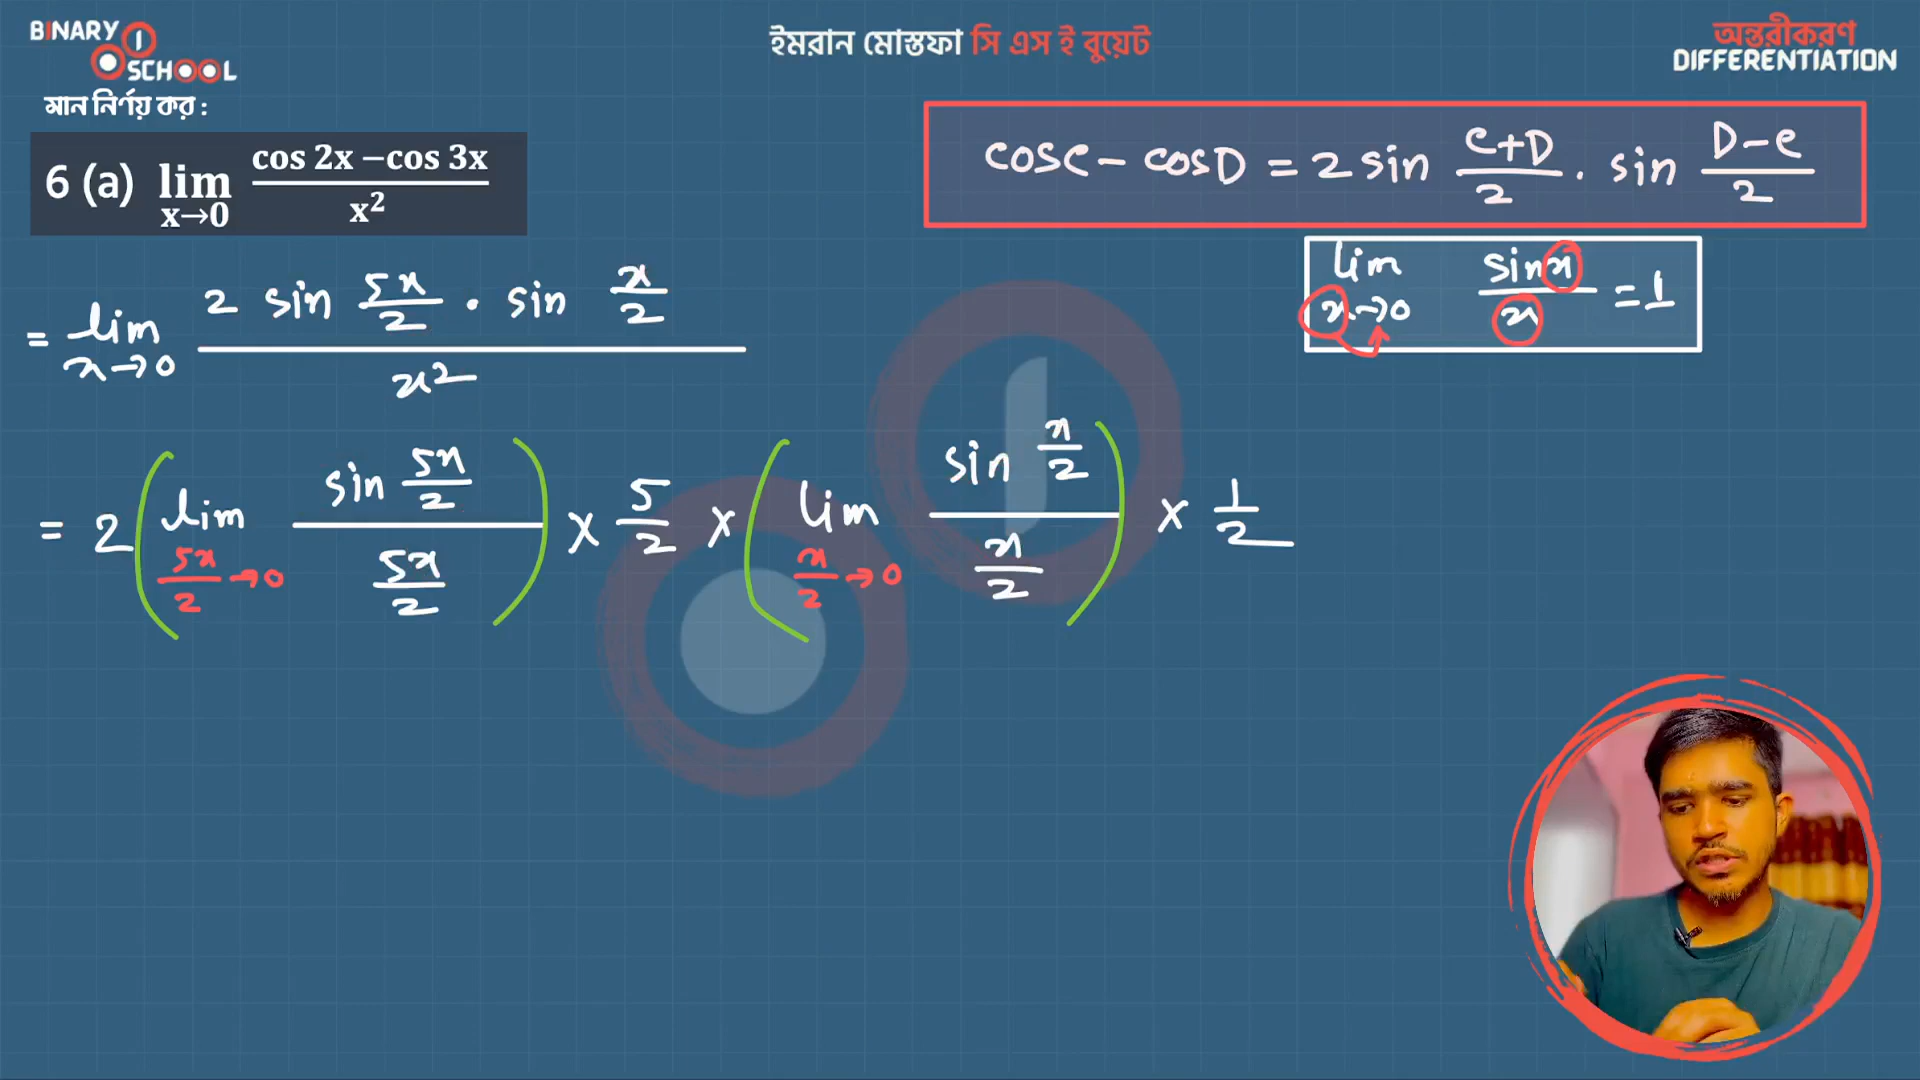 BINARY SCHOOL
ইমরান মোস্তফা সি এস ই বুয়েট
অন্তরীকরণ
DIFFERENTIATION
মান নির্ণয় কর :
6 (a) lim x→0 (cos 2x −cos 3x)/x²
cosC − cosD = 2 sin (C+D)/2 · sin (D−C)/2
lim x→0 sin x/x = 1
= lim x→0 (2 sin 5x/2 · sin x/2)/x²
= 2 ( lim 5x/2→0 (sin 5x/2)/(5x/2) ) × 5/2 × ( lim x/2→0 (sin x/2)/(x/2) ) × 1/2